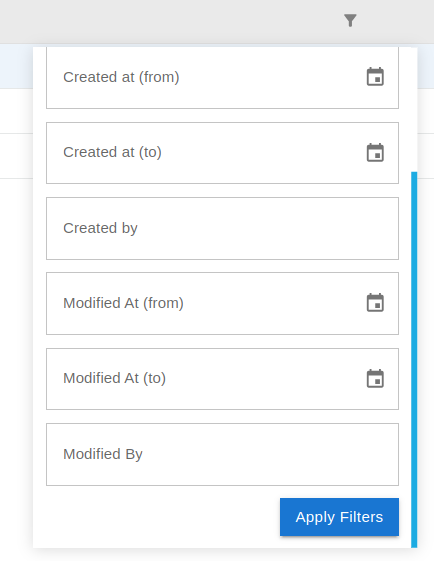 Created at (from)
Created at (to)
Created by
Modified At (from)
Modified At (to)
Modified By
Apply Filters